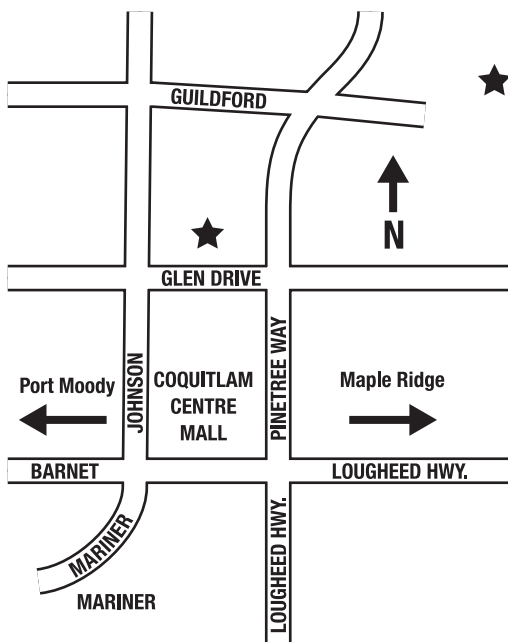 GUILDFORD
N
GLEN DRIVE
JOHNSON
PINETREE WAY
Port Moody
COQUITLAM
CENTRE
MALL
Maple Ridge
BARNET
LOUGHEED HWY.
MARINER
MARINER
LOUGHEED HWY.